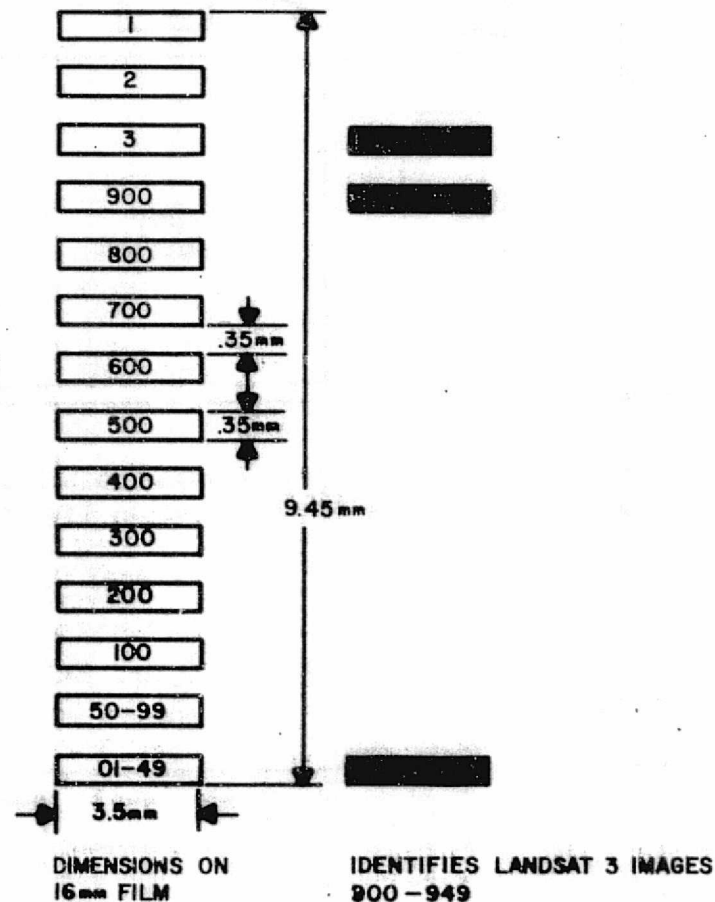 1
2
3
900
800
700
.35mm
600
500
.35mm
400
9.45mm
300
200
100
50-99
01-49
3.5mm
DIMENSIONS ON
16mm FILM
IDENTIFIES LANDSAT 3 IMAGES
900-949